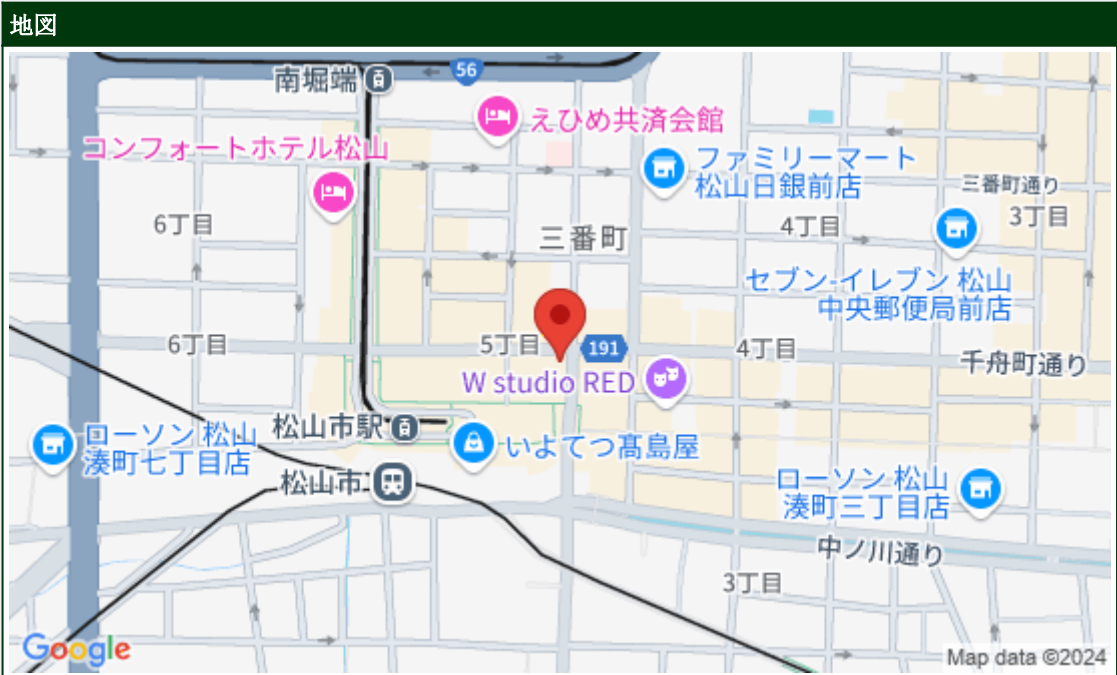 地図
56
南堀端
えひめ共済会館
コンフォートホテル松山
ファミリーマート
松山日銀前店
三番町通り
6丁目
4丁目
3丁目
三番町
セブン-イレブン 松山
中央郵便局前店
6丁目
5丁目
191
4丁目
千舟町通り
W studio RED
松山市駅
ローソン 松山
湊町七丁目店
いよてつ髙島屋
松山市
ローソン 松山
湊町三丁目店
中ノ川通り
3丁目
Google
Map data ©2024